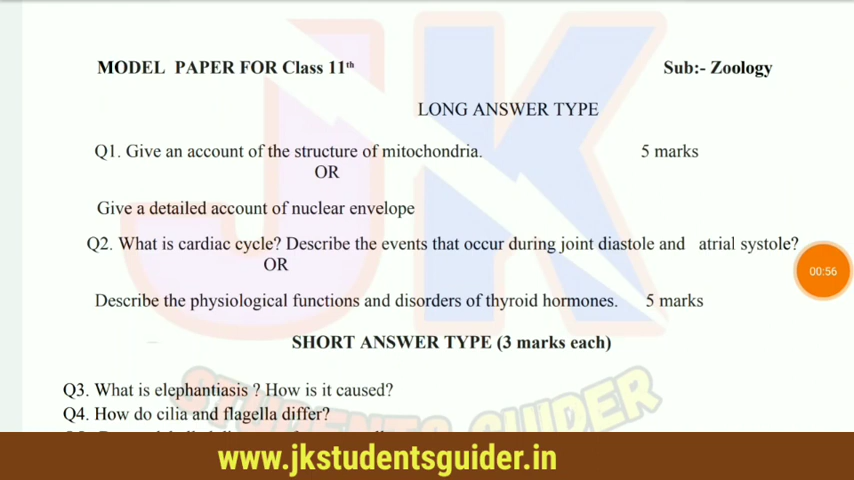 MODEL PAPER FOR Class 11th Sub:- Zoology
LONG ANSWER TYPE
Q1. Give an account of the structure of mitochondria. 5 marks
OR
Give a detailed account of nuclear envelope
Q2. What is cardiac cycle? Describe the events that occur during joint diastole and atrial systole?
OR
Describe the physiological functions and disorders of thyroid hormones. 5 marks
SHORT ANSWER TYPE (3 marks each)
Q3. What is elephantiasis ? How is it caused?
Q4. How do cilia and flagella differ?
JK
STUDENTS GUIDER
00:56
www.jkstudentsguider.in